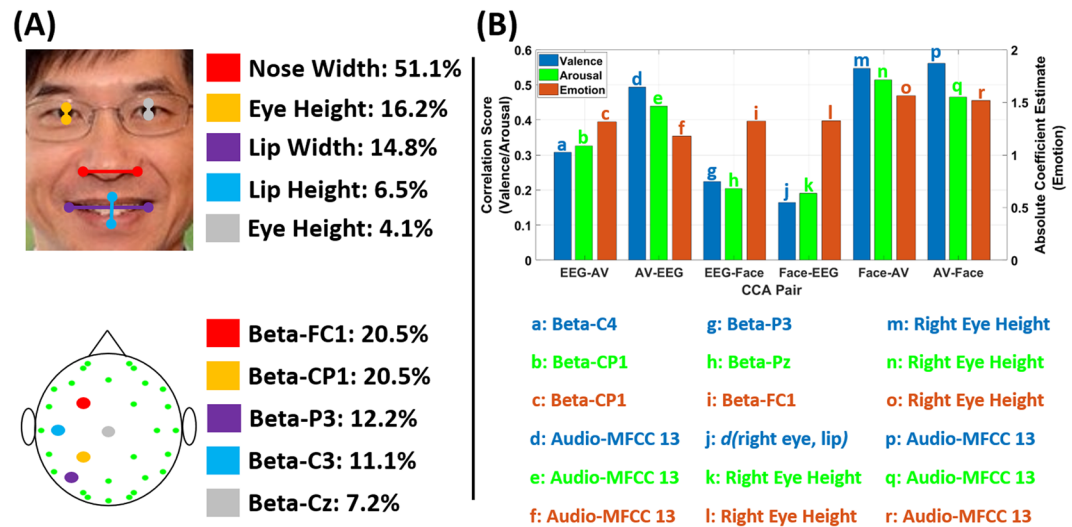 (A)
Nose Width: 51.1%
Eye Height: 16.2%
Lip Width: 14.8%
Lip Height: 6.5%
Eye Height: 4.1%
Beta-FC1: 20.5%
Beta-CP1: 20.5%
Beta-P3: 12.2%
Beta-C3: 11.1%
Beta-Cz: 7.2%
(B)
Correlation Score
(Valence/Arousal)
0.6
0.5
0.4
0.3
0.2
0.1
0
Valence
Arousal
Emotion
a b c d e f g h i j k l m n o p q r
2
1.5
1
0.5
0
Absolute Coefficient Estimate
(Emotion)
EEG-AV AV-EEG EEG-Face Face-EEG Face-AV AV-Face
CCA Pair
a: Beta-C4
b: Beta-CP1
c: Beta-CP1
d: Audio-MFCC 13
e: Audio-MFCC 13
f: Audio-MFCC 13
g: Beta-P3
h: Beta-Pz
i: Beta-FC1
j: d(right eye, lip)
k: Right Eye Height
l: Right Eye Height
m: Right Eye Height
n: Right Eye Height
o: Right Eye Height
p: Audio-MFCC 13
q: Audio-MFCC 13
r: Audio-MFCC 13